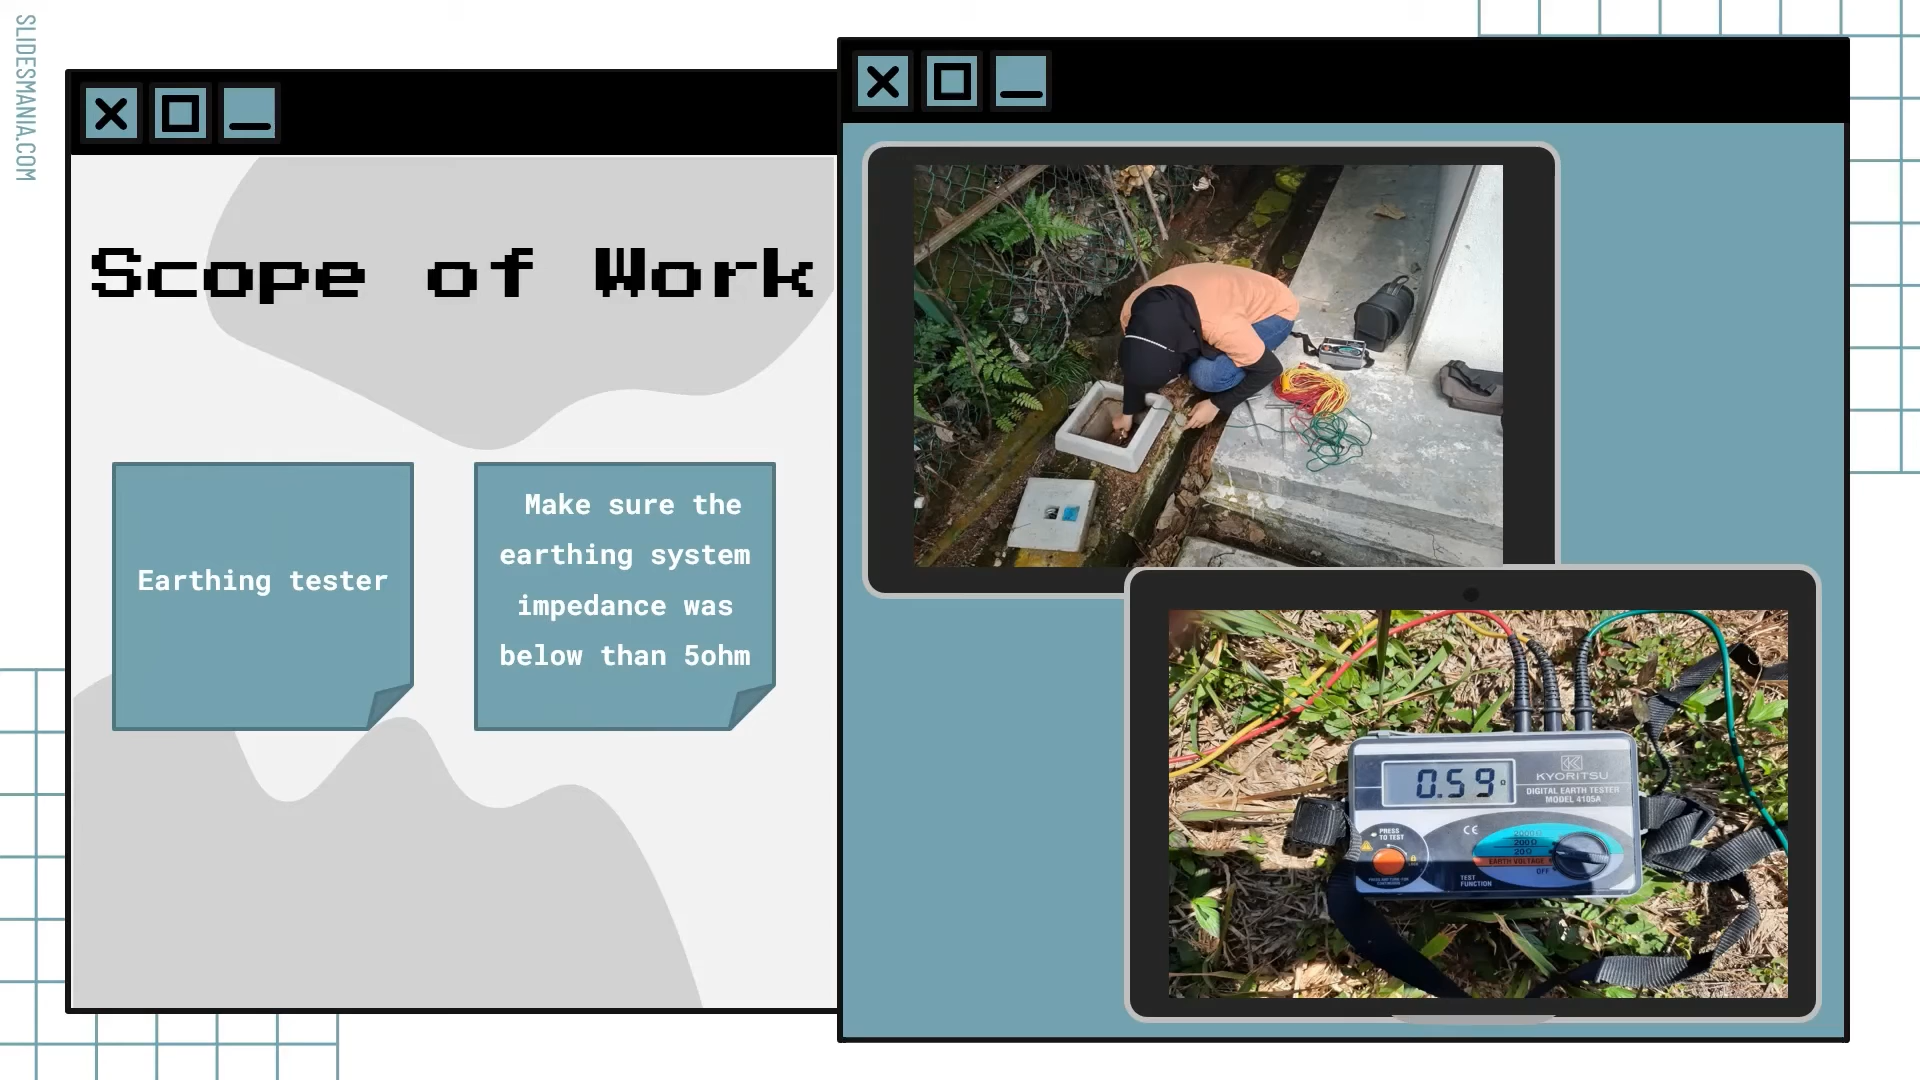 SLIDESMANIA.COM
Scope of Work
Earthing tester
Make sure the
earthing system
impedance was
below than 5ohm
0.59
KYORITSU
DIGITAL EARTH TESTER
MODEL 4105A
PRESS
TO TEST
2000Ω
200Ω
20Ω
EARTH VOLTAGE
OFF
TEST
FUNCTION